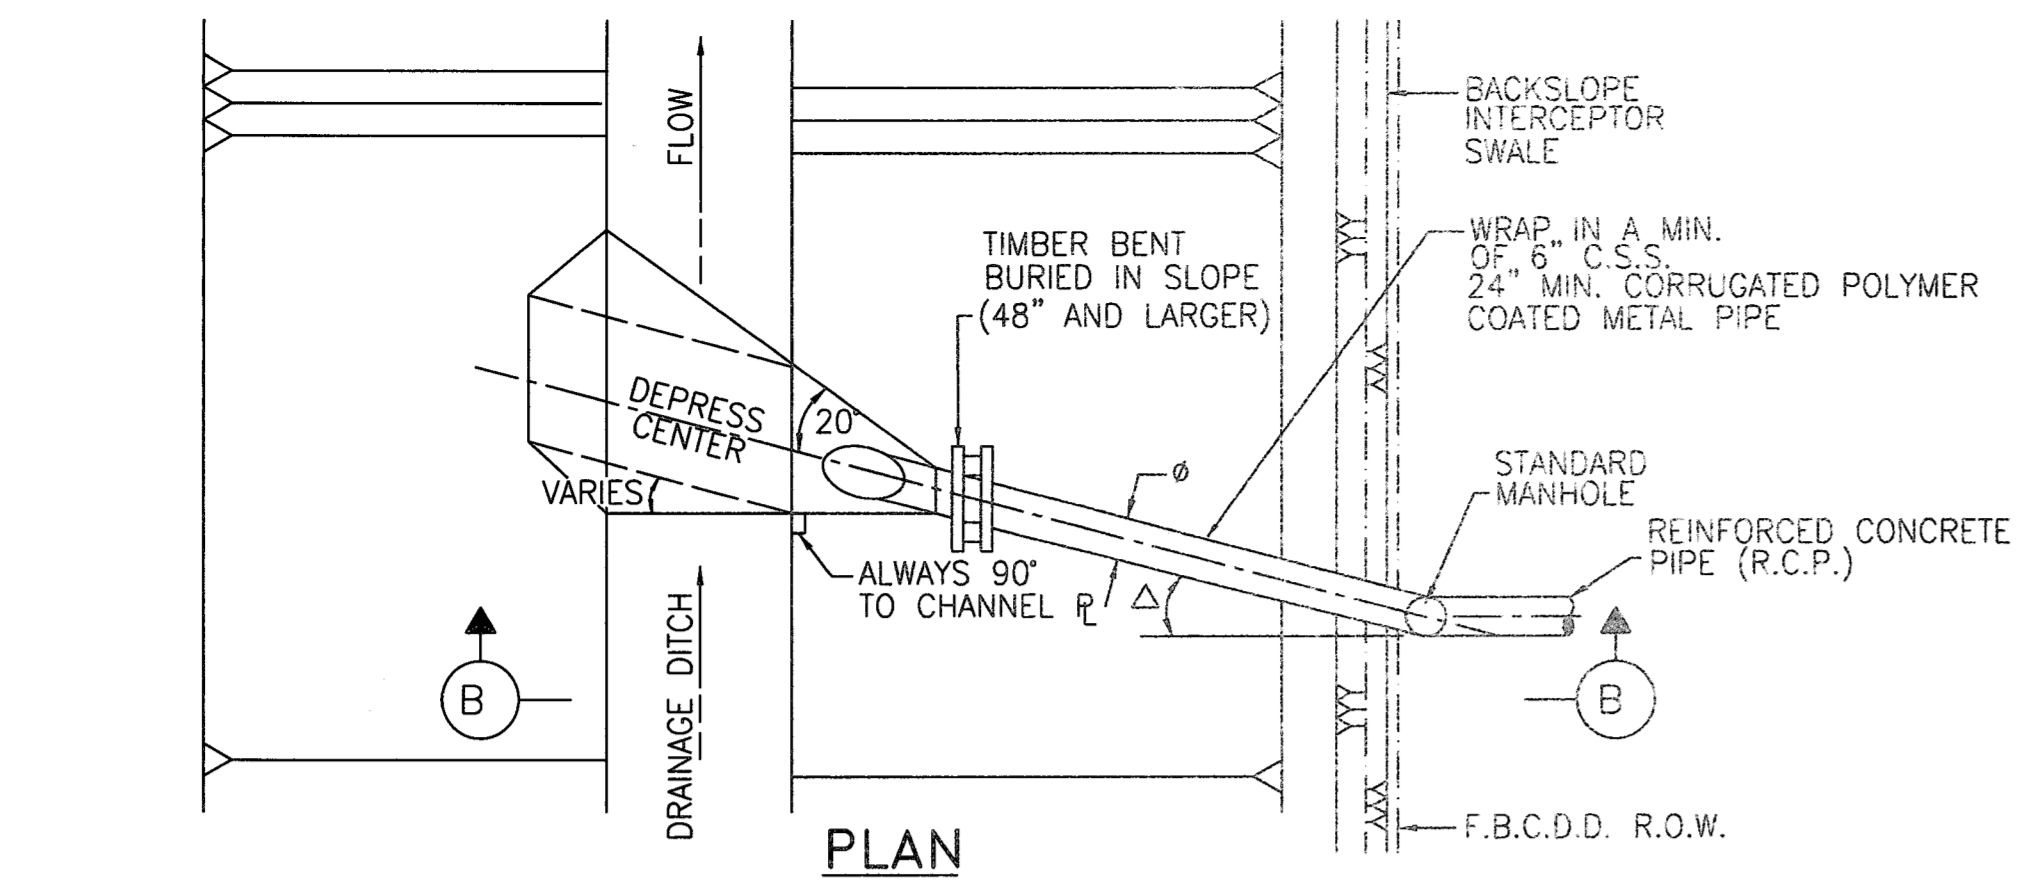 FLOW
BACKSLOPE
INTERCEPTOR
SWALE
TIMBER BENT
BURIED IN SLOPE
(48" AND LARGER)
WRAP IN A MIN.
OF 6" C.S.S.
24" MIN. CORRUGATED POLYMER
COATED METAL PIPE
DEPRESS
CENTER
20°
VARIES
Ø
STANDARD
MANHOLE
REINFORCED CONCRETE
PIPE (R.C.P.)
ALWAYS 90°
TO CHANNEL ⅊
Δ
DRAINAGE DITCH
B
B
F.B.C.D.D. R.O.W.
PLAN